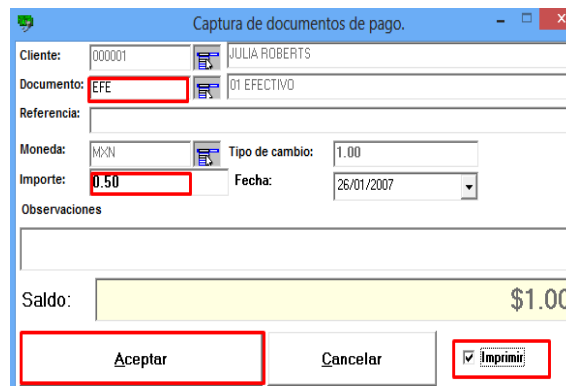 Captura de documentos de pago.
Cliente: 000001 JULIA ROBERTS
Documento: EFE 01 EFECTIVO
Referencia:
Moneda: MXN Tipo de cambio: 1.00
Importe: 0.50 Fecha: 26/01/2007
Observaciones
Saldo: $1.00
Aceptar Cancelar Imprimir